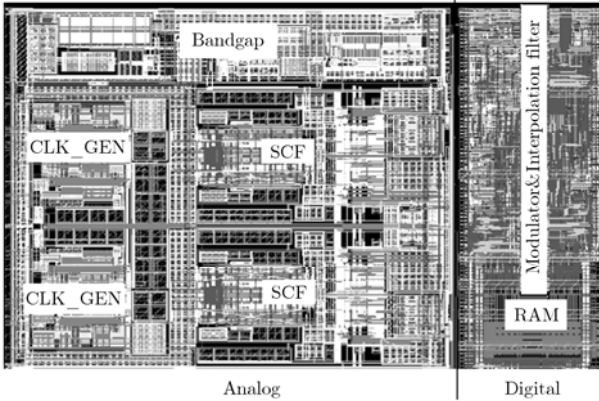 Bandgap
CLK_GEN
SCF
CLK_GEN
SCF
Modulator&Interpolation filter
RAM
Analog
Digital